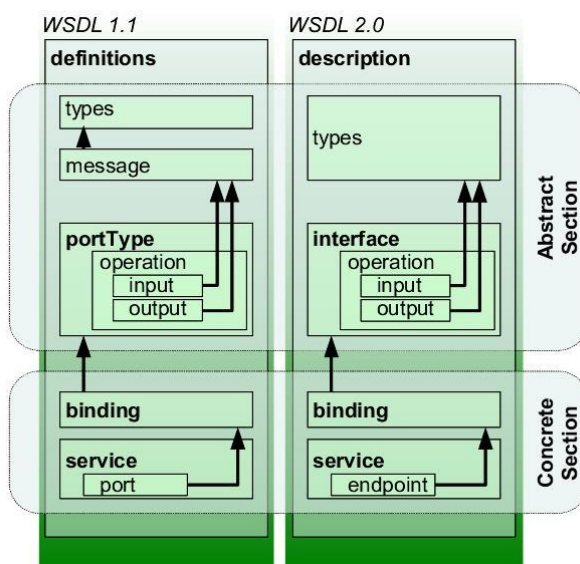 WSDL 1.1
definitions
types
message
portType
operation
input
output
binding
service
port
WSDL 2.0
description
types
interface
operation
input
output
binding
service
endpoint
Abstract
Section
Concrete
Section